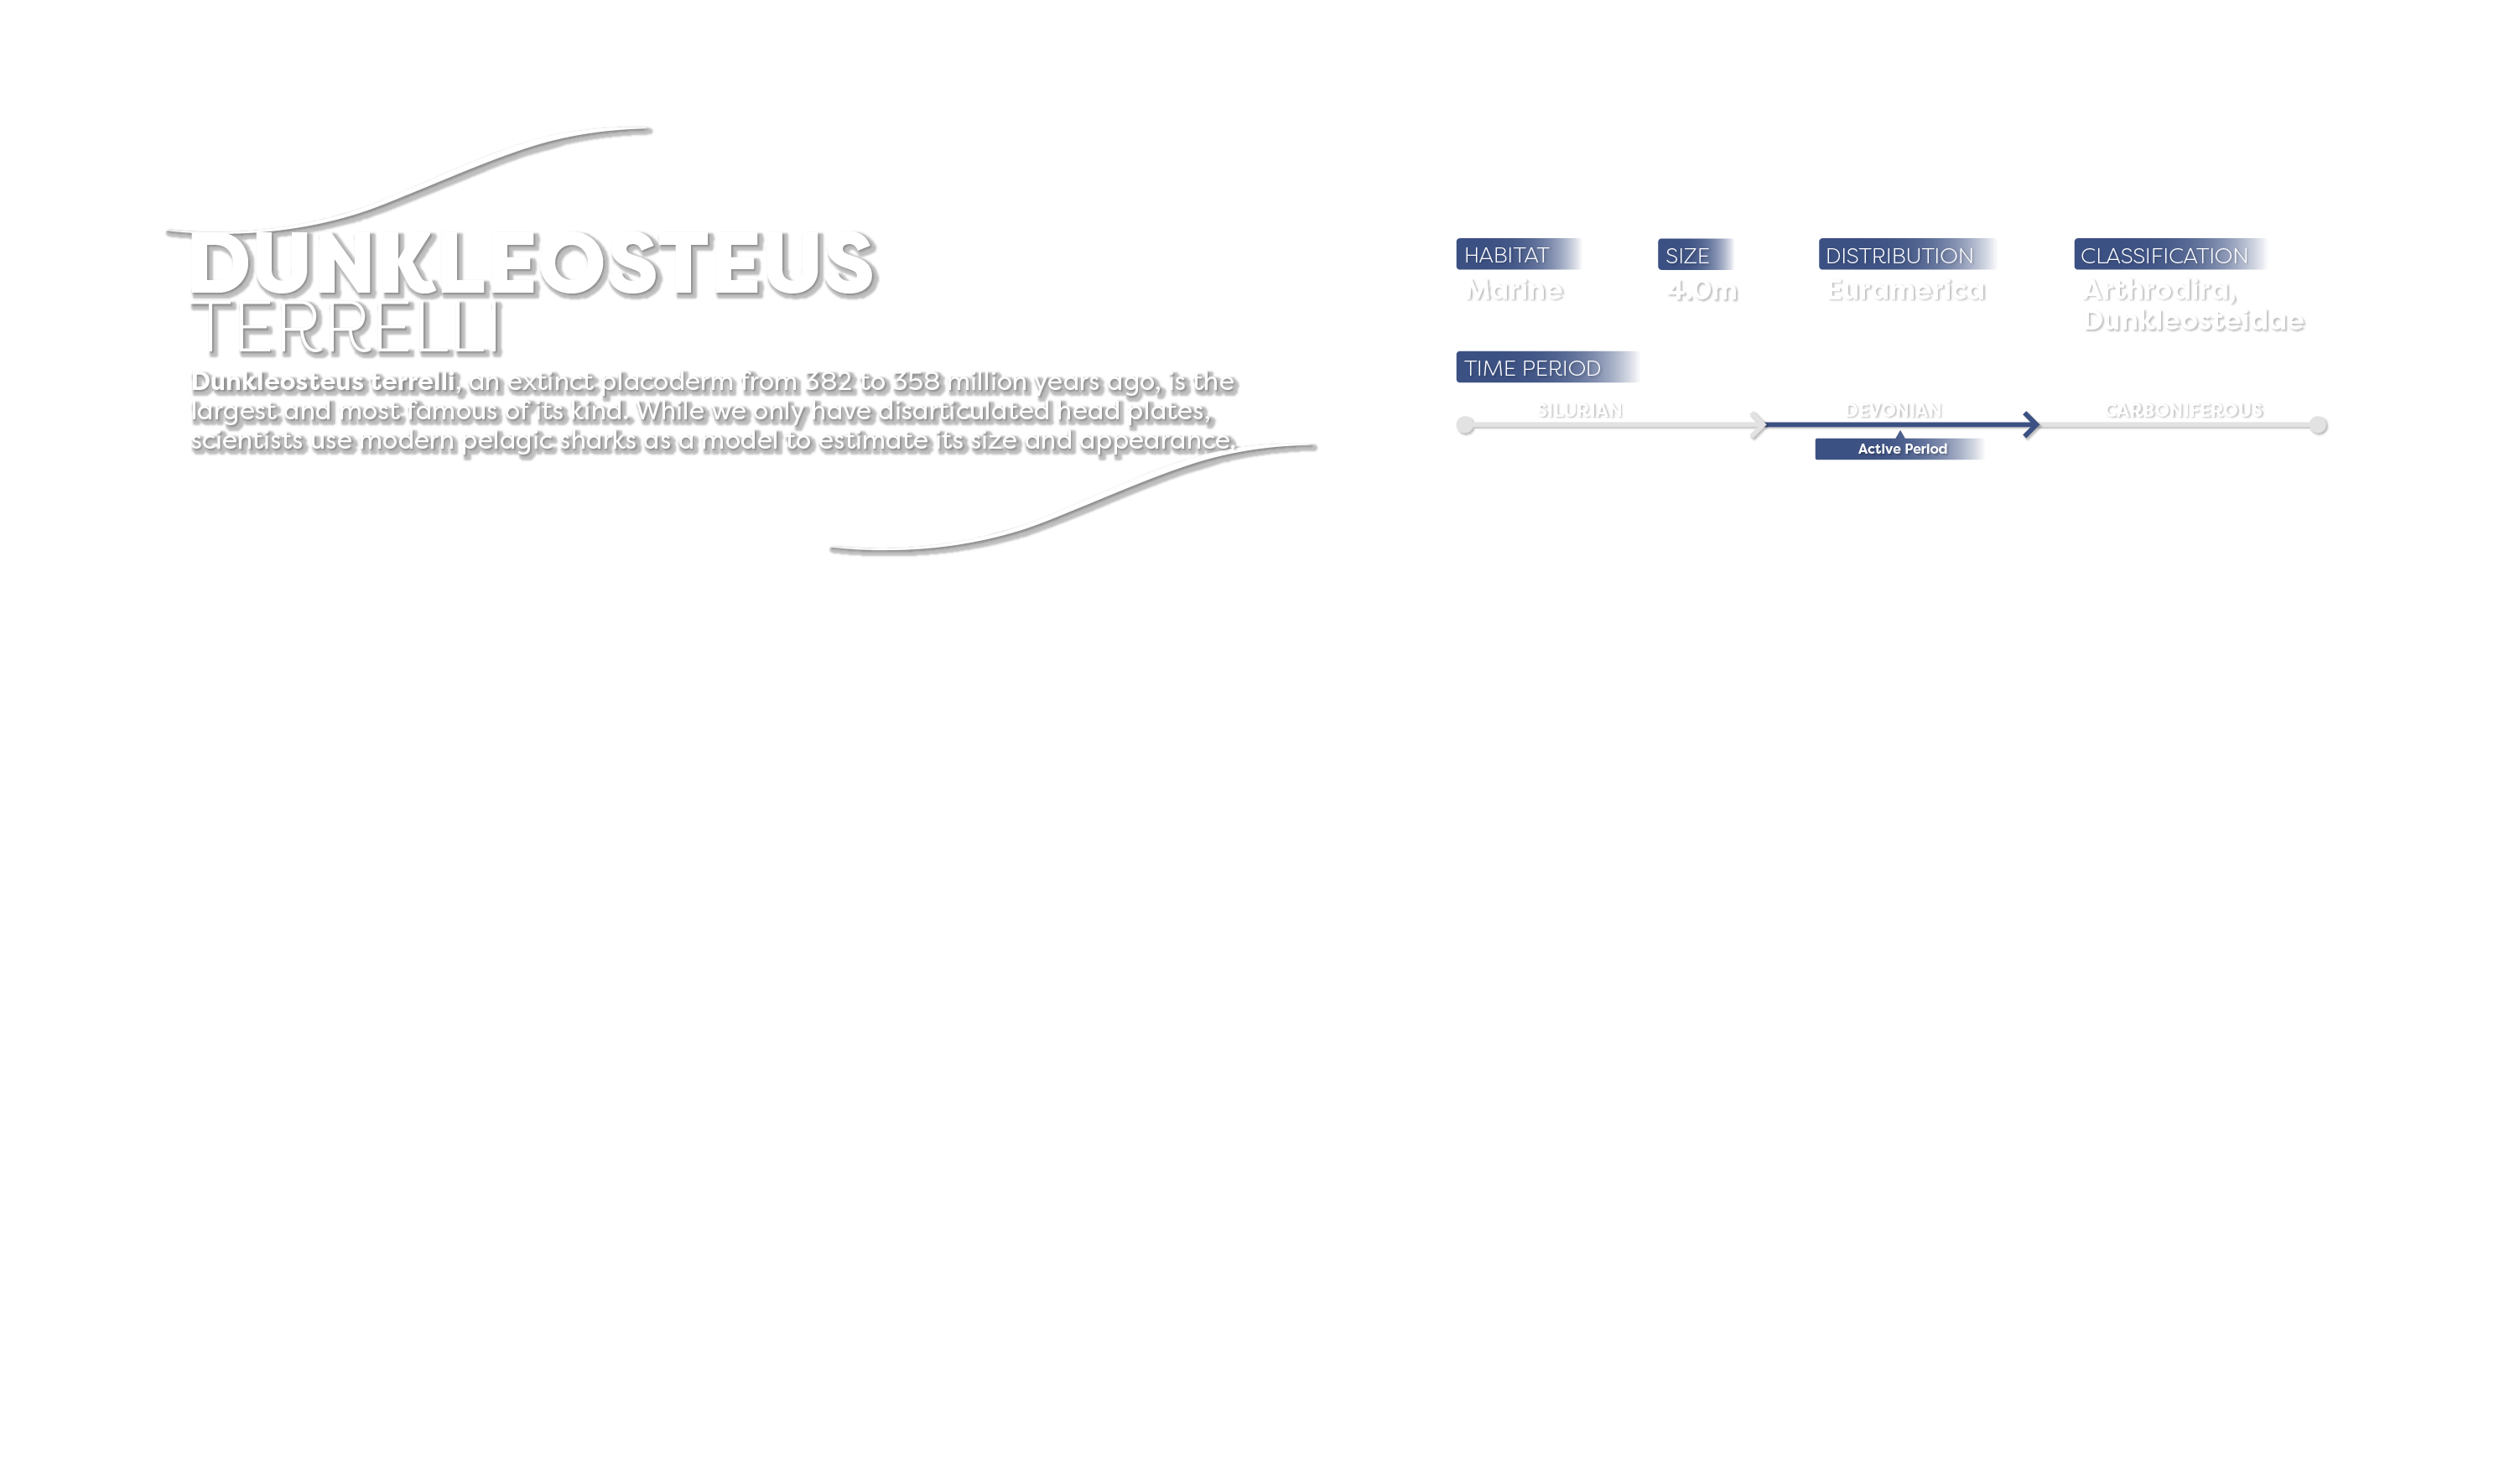 DUNKLEOSTEUS
TERRELLI
Dunkleosteus terrelli, an extinct placoderm from 382 to 358 million years ago, is the
largest and most famous of its kind. While we only have disarticulated head plates,
scientists use modern pelagic sharks as a model to estimate its size and appearance.
HABITAT
Marine
SIZE
4.0m
DISTRIBUTION
Euramerica
CLASSIFICATION
Arthrodira,
Dunkleosteidae
TIME PERIOD
SILURIAN
DEVONIAN
CARBONIFEROUS
Active Period